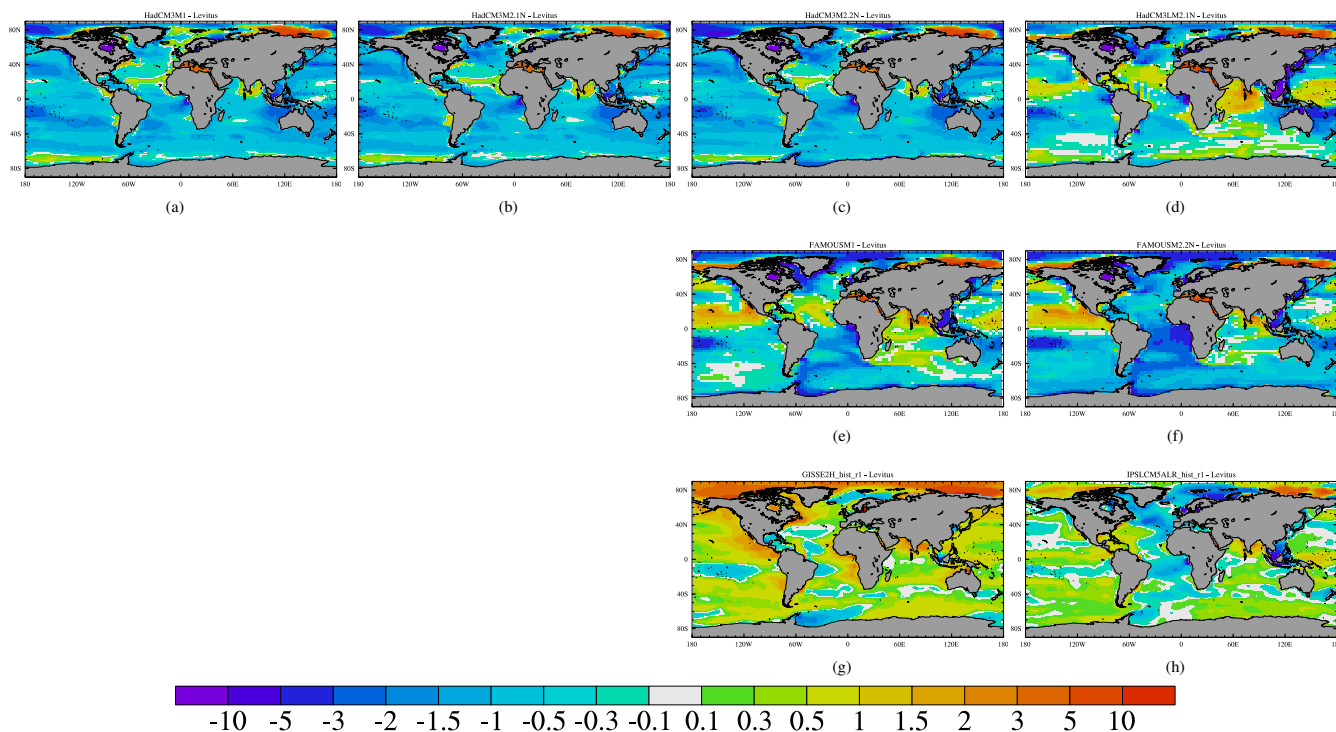 HadCM3M1 - Levitus
80N
40N
0
40S
80S
180 120W 60W 0 60E 120E 180
(a)
HadCM3M2.1N - Levitus
180 120W 60W 0 60E 120E 180
(b)
HadCM3M2.2N - Levitus
80N
40N
0
40S
80S
180 120W 60W 0 60E 120E 180
(c)
HadCM3LM2.1N - Levitus
80N
40N
0
40S
80S
180 120W 60W 0 60E 120E 180
(d)
FAMOUSM1 - Levitus
80N
40N
0
40S
80S
180 120W 60W 0 60E 120E 180
(e)
FAMOUSM2.2N - Levitus
80N
40N
0
40S
80S
180 120W 60W 0 60E 120E 180
(f)
GISSE2H_hist_r1 - Levitus
80N
40N
0
40S
80S
180 120W 60W 0 60E 120E 180
(g)
IPSLCM5ALR_hist_r1 - Levitus
80N
40N
0
40S
80S
180 120W 60W 0 60E 120E 180
(h)
-10 -5 -3 -2 -1.5 -1 -0.5 -0.3 -0.1 0.1 0.3 0.5 1 1.5 2 3 5 10